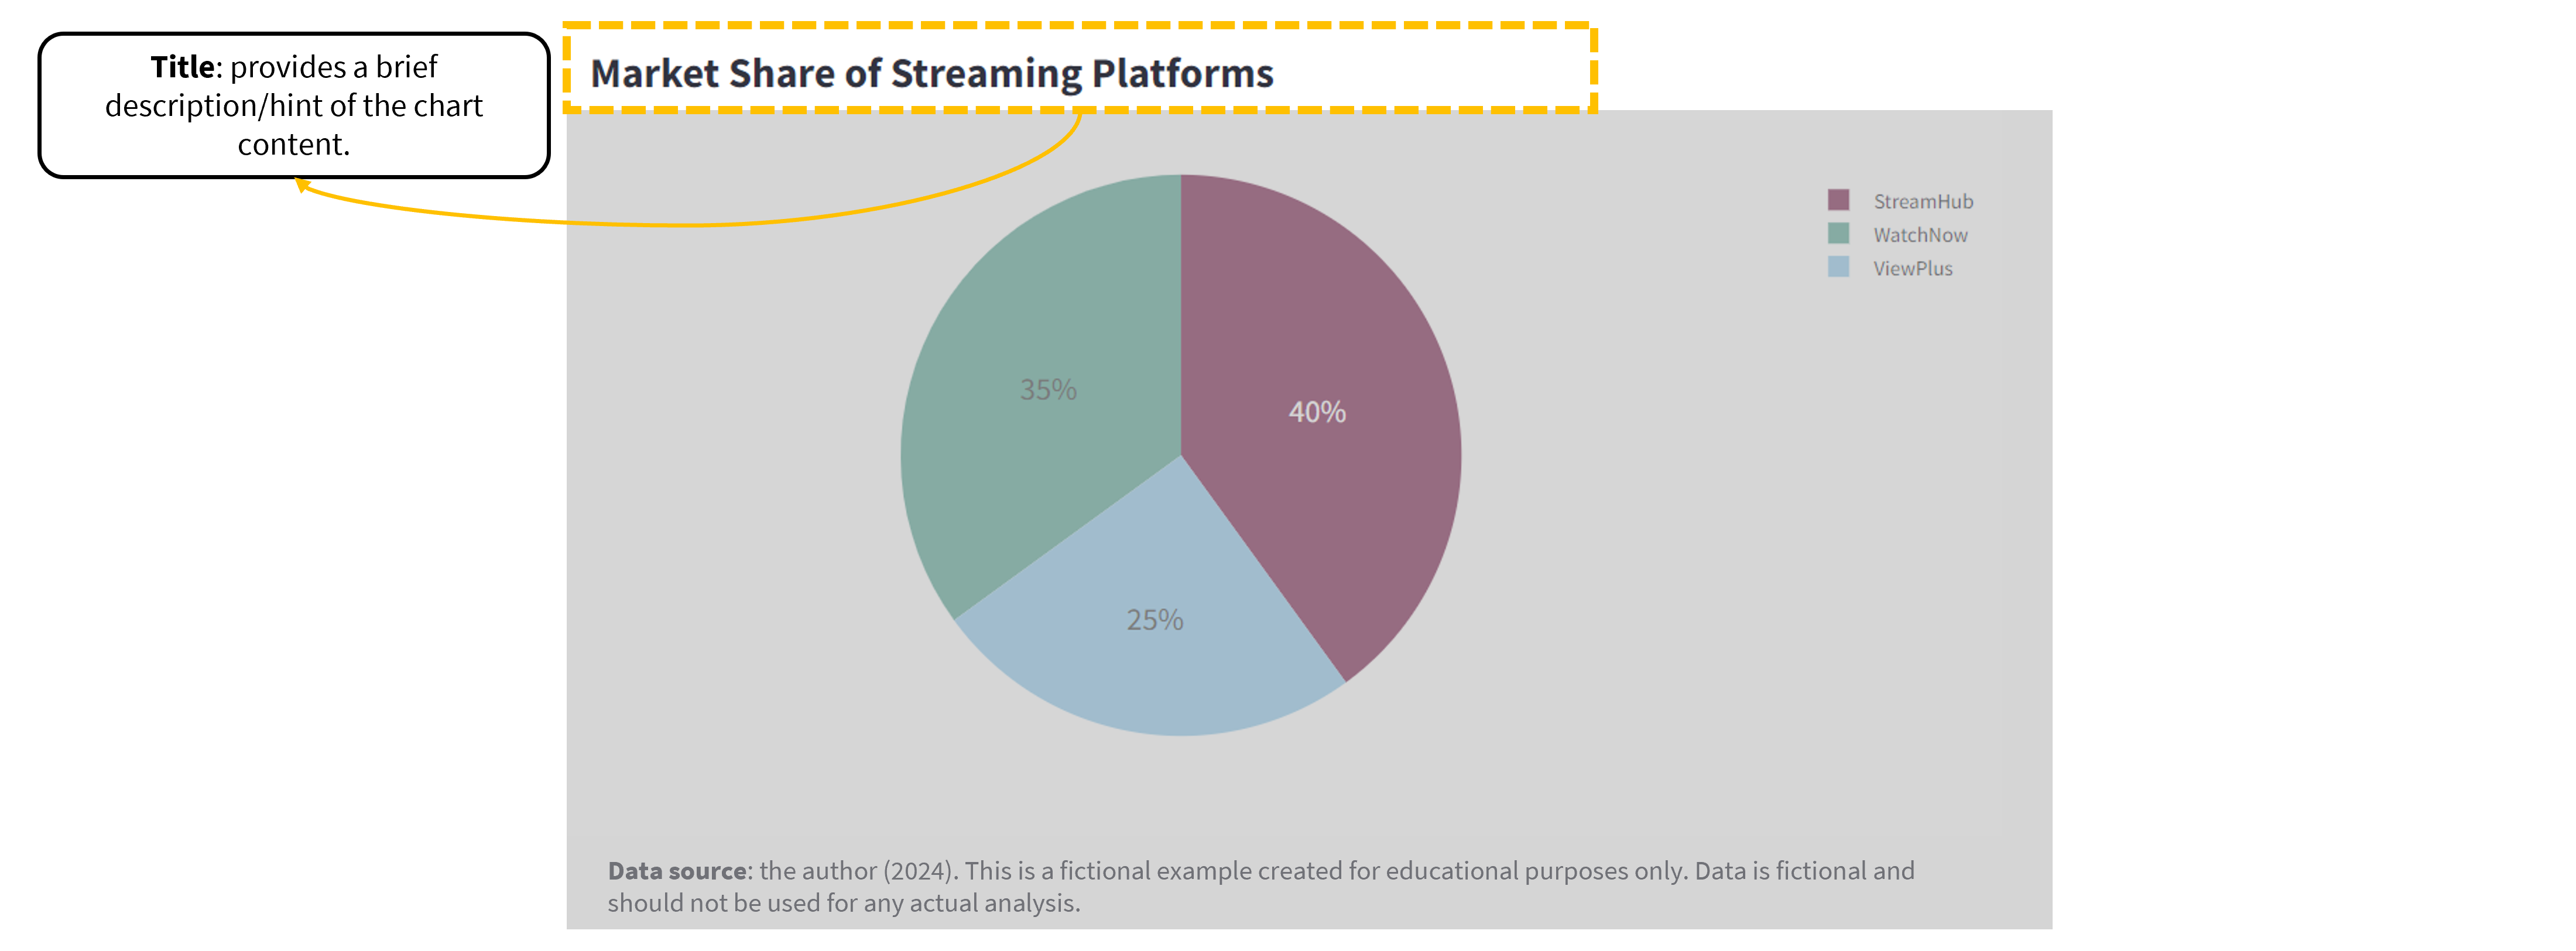 Title: provides a brief
description/hint of the chart
content.
Market Share of Streaming Platforms
StreamHub
WatchNow
ViewPlus
35%
40%
25%
Data source: the author (2024). This is a fictional example created for educational purposes only. Data is fictional and
should not be used for any actual analysis.